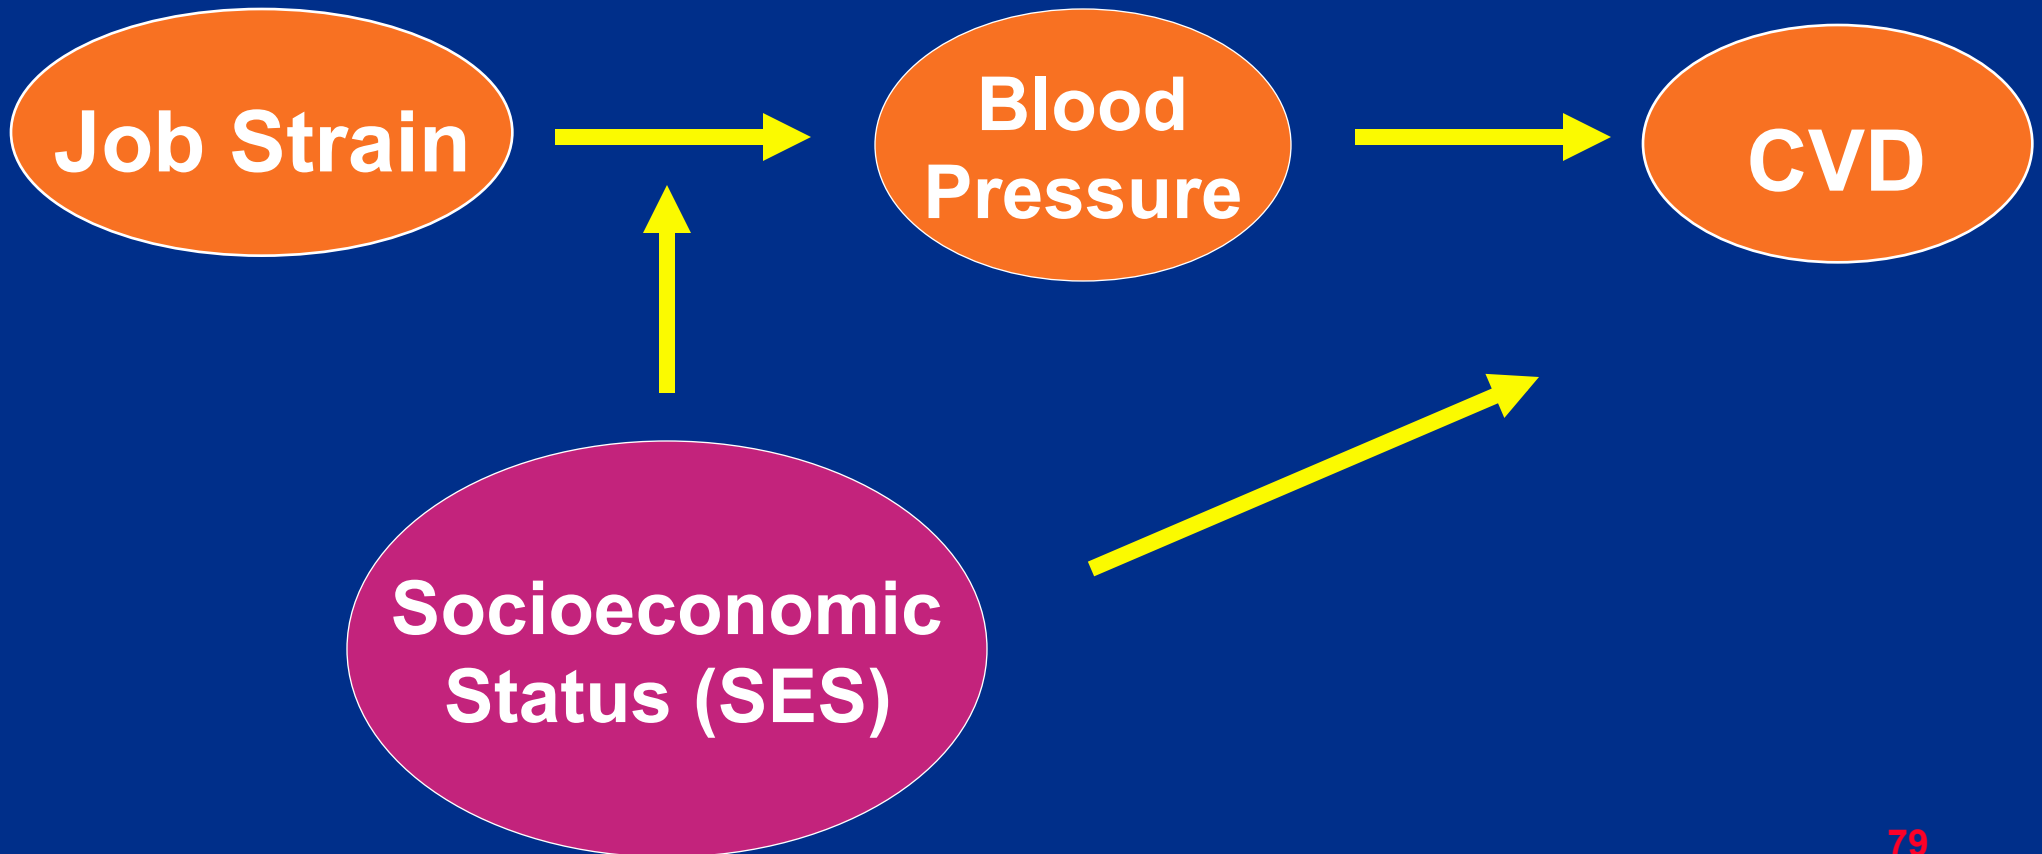 Job Strain
Blood
Pressure
CVD
Socioeconomic
Status (SES)
79